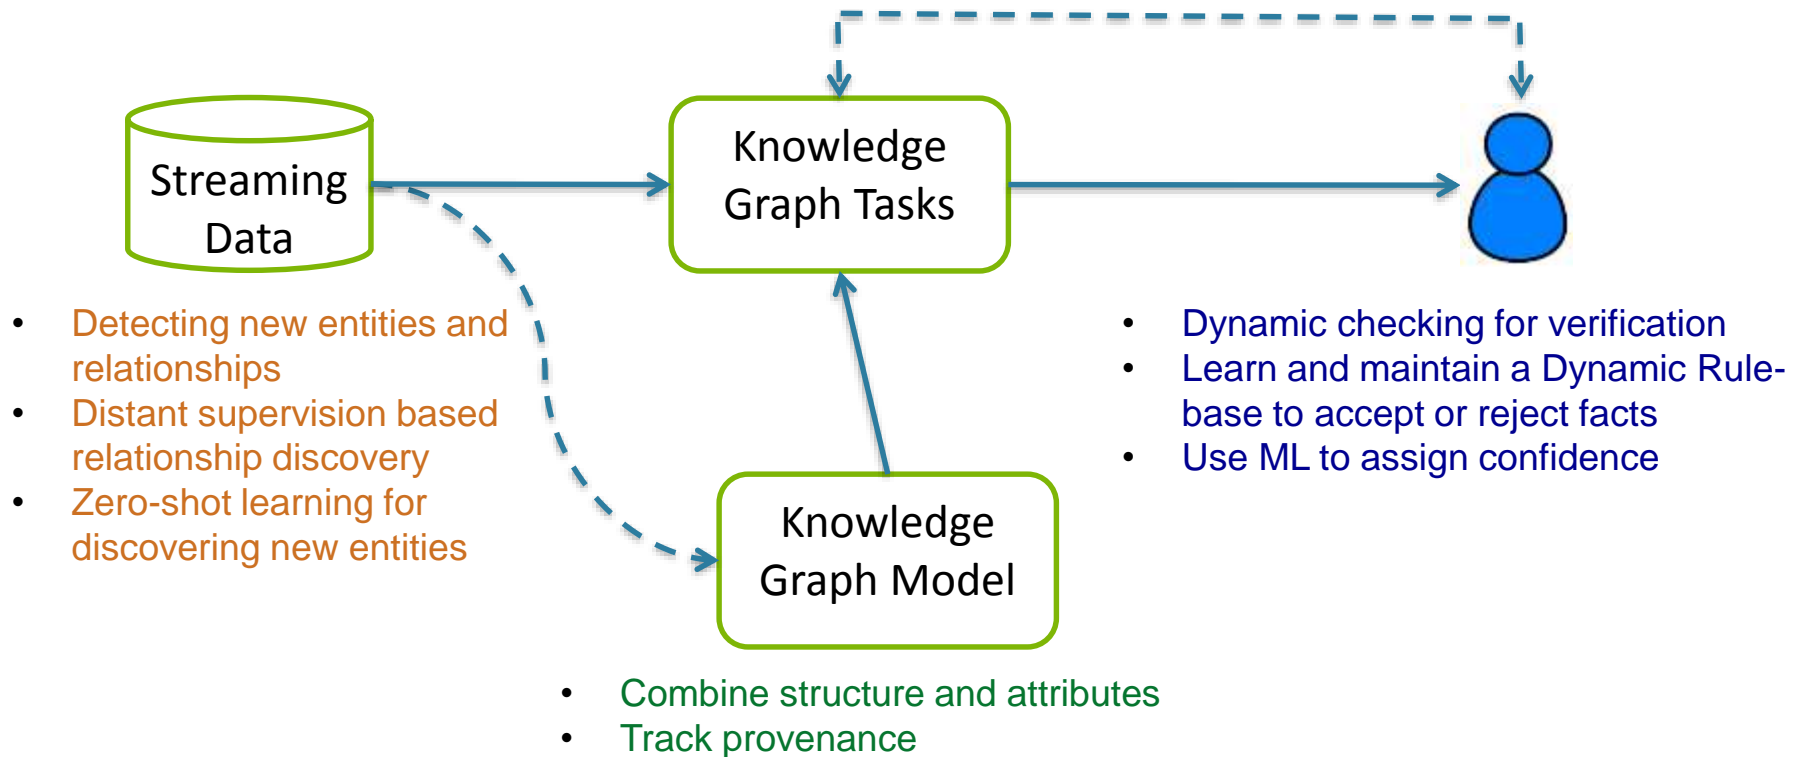 Streaming
Data
Knowledge
Graph Tasks
• Detecting new entities and
relationships
• Distant supervision based
relationship discovery
• Zero-shot learning for
discovering new entities
• Dynamic checking for verification
• Learn and maintain a Dynamic Rule-
base to accept or reject facts
• Use ML to assign confidence
Knowledge
Graph Model
• Combine structure and attributes
• Track provenance